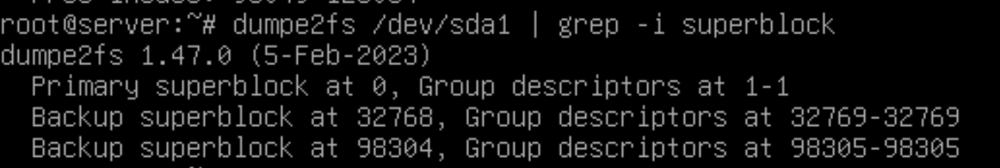 root@server:~# dumpe2fs /dev/sda1 | grep -i superblock
dumpe2fs 1.47.0 (5-Feb-2023)
  Primary superblock at 0, Group descriptors at 1-1
  Backup superblock at 32768, Group descriptors at 32769-32769
  Backup superblock at 98304, Group descriptors at 98305-98305